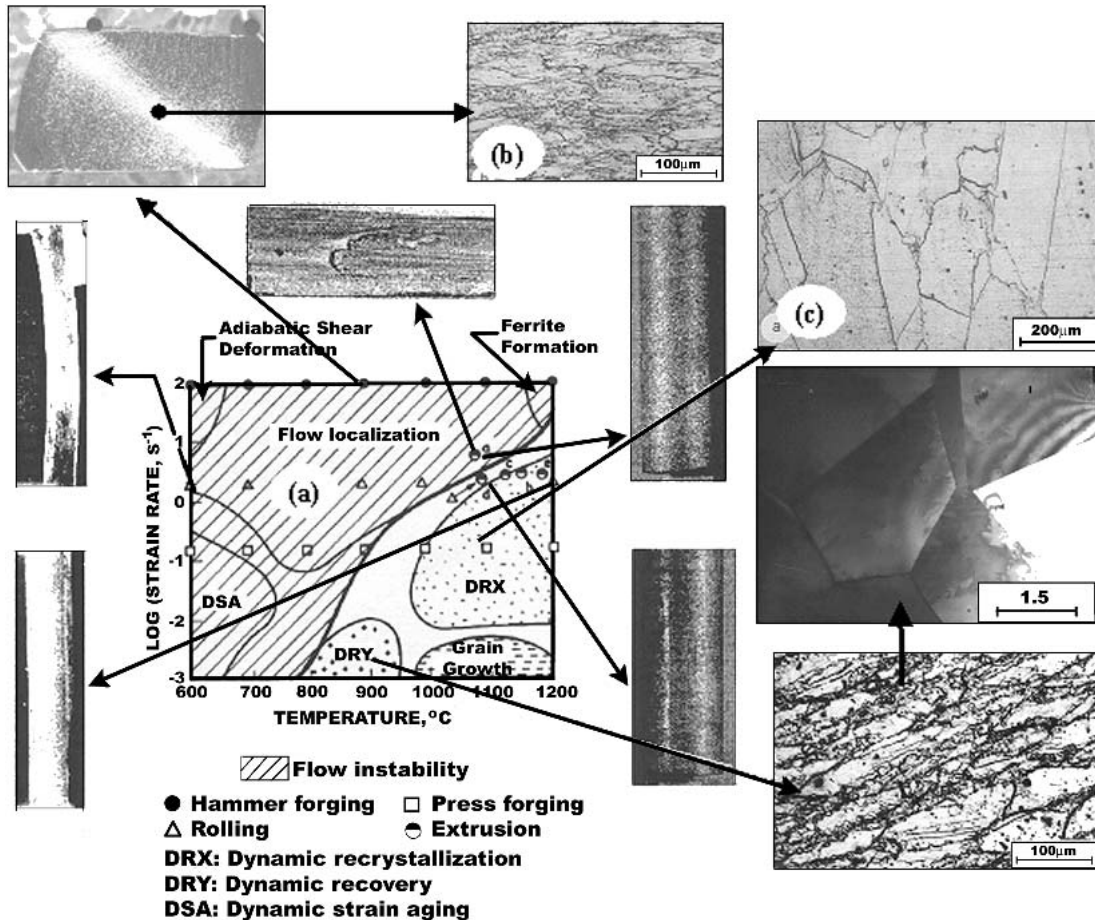 (b)
100μm
a
(c)
200μm
Adiabatic Shear
Deformation
Ferrite
Formation
2
1
0
-1
-2
-3
LOG (STRAIN RATE, s⁻¹)
Flow localization
(a)
c
DRX
DSA
DRY
Grain
Growth
600
700
800
900
1000
1100
1200
TEMPERATURE,°C
1.5
100μm
Flow instability
Hammer forging
Press forging
Rolling
Extrusion
DRX: Dynamic recrystallization
DRY: Dynamic recovery
DSA: Dynamic strain aging